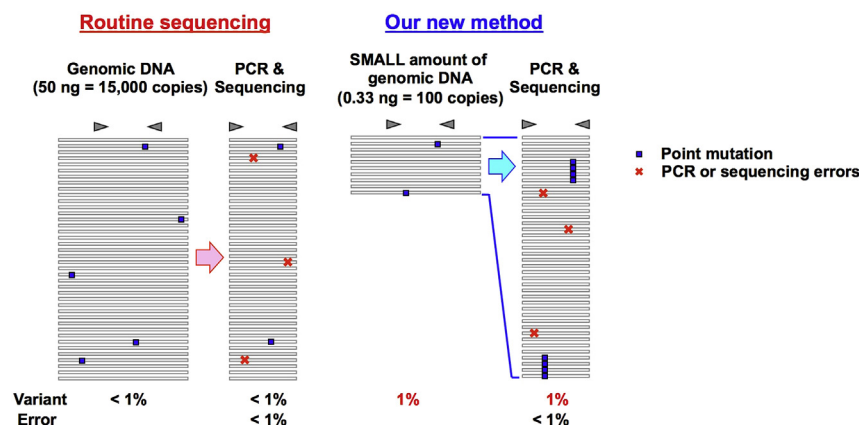 Routine sequencing
Our new method
Genomic DNA
(50 ng = 15,000 copies)
PCR &
Sequencing
SMALL amount of
genomic DNA
(0.33 ng = 100 copies)
PCR &
Sequencing
Point mutation
PCR or sequencing errors
Variant < 1% < 1% 1% 1%
Error < 1% < 1%